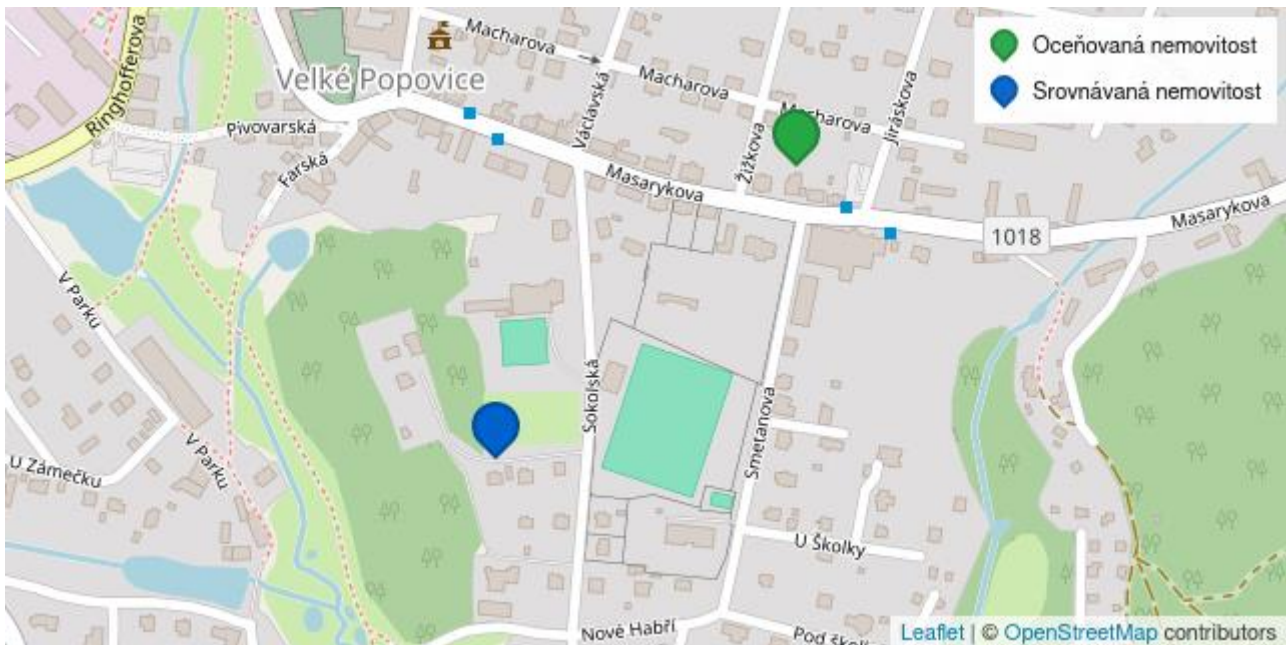 Ringhofferova
Macharova
Velké Popovice
Macharova
Jiráskova
Oceňovaná nemovitost
Srovnávaná nemovitost
Pivovarská
Václavská
Macharova
Farská
Žižkova
Masarykova
1018
Masarykova
V Parku
Sokolská
Smetanova
V Parku
U Zámečku
U Školky
Nové Habří
Pod škol
Leaflet | © OpenStreetMap contributors